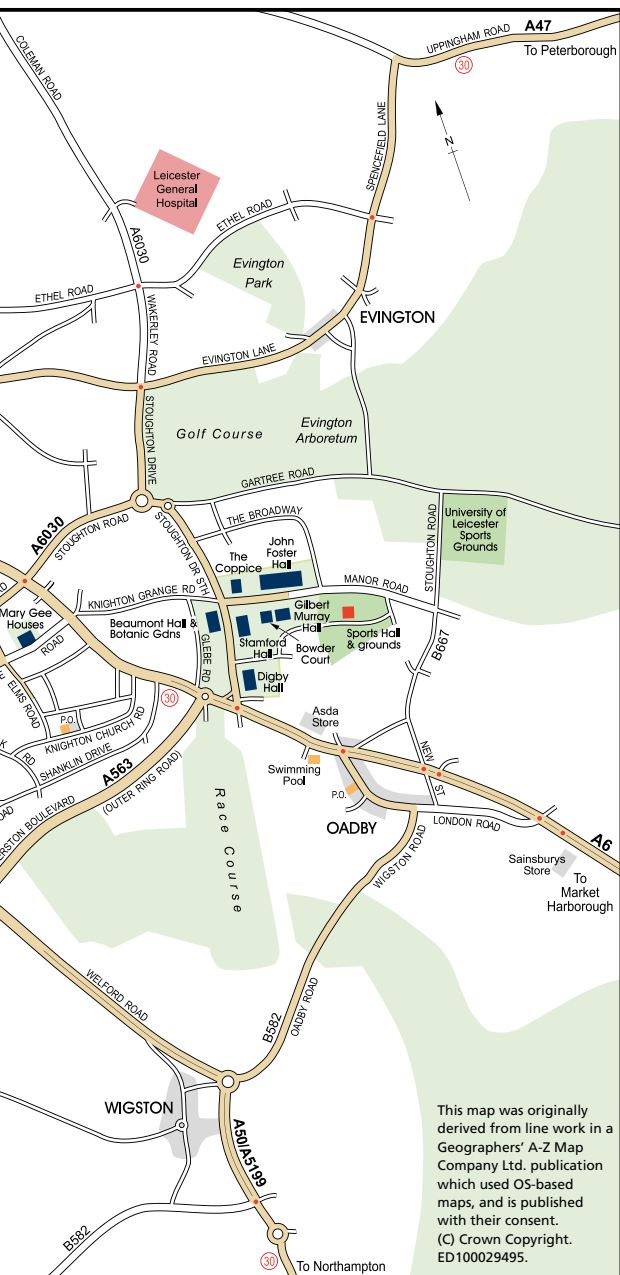 A47
UPPINGHAM ROAD
To Peterborough
30
COLEMAN ROAD
SPENCEFIELD LANE
N
Leicester
General
Hospital
ETHEL ROAD
A6030
Evington
Park
ETHEL ROAD
WAKERLEY ROAD
EVINGTON
EVINGTON LANE
STOUGHTON DRIVE
Golf Course
Evington
Arboretum
GARTREE ROAD
A6030
STOUGHTON ROAD
STOUGHTON DR STH
THE BROADWAY
STOUGHTON ROAD
University of
Leicester
Sports
Grounds
The
Coppice
John
Foster
Hall
MANOR ROAD
KNIGHTON GRANGE RD
RD
Mary Gee
Houses
ROAD
Beaumont Hall &
Botanic Gdns
GLEBE RD
Stamford
Hall
Gilbert
Murray
Hall
Bowder
Court
Sports Hall
& grounds
B667
Digby
Hall
ELMS ROAD
30
P.O.
KNIGHTON CHURCH RD
RD
SHANKLIN DRIVE
Asda
Store
A563
(OUTER RING ROAD)
OAD
ERSTON BOULEVARD
Swimming
Pool
P.O.
NEW ST
OADBY
LONDON ROAD
A6
Race Course
WIGSTON ROAD
Sainsburys
Store
To
Market
Harborough
WELFORD ROAD
B582
OADBY ROAD
WIGSTON
A50/A5199
B582
30
To Northampton
This map was originally
derived from line work in a
Geographers' A-Z Map
Company Ltd. publication
which used OS-based
maps, and is published
with their consent.
(C) Crown Copyright.
ED100029495.